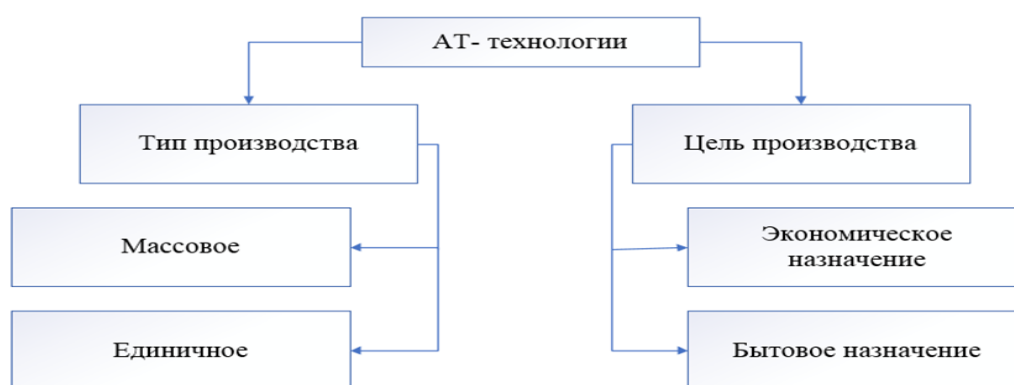 АТ- технологии
Тип производства
Цель производства
Массовое
Экономическое
назначение
Единичное
Бытовое назначение